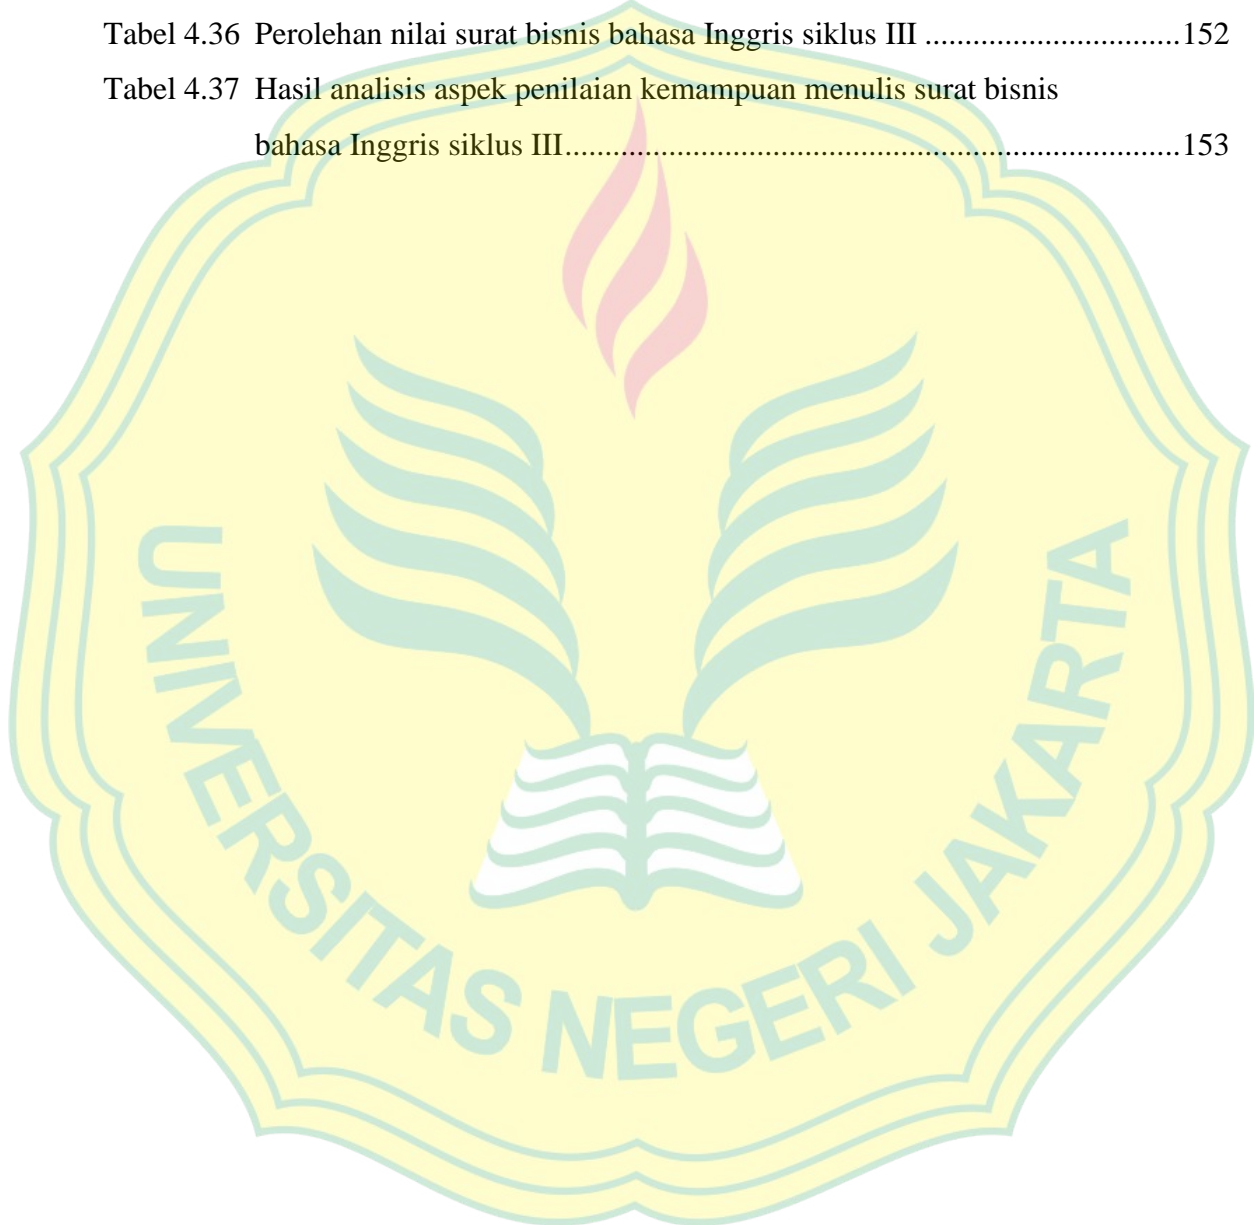 Tabel 4.36 Perolehan nilai surat bisnis bahasa Inggris siklus III ................................152
Tabel 4.37 Hasil analisis aspek penilaian kemampuan menulis surat bisnis
bahasa Inggris siklus III.............................................................................153
UNIVERSITAS NEGERI JAKARTA